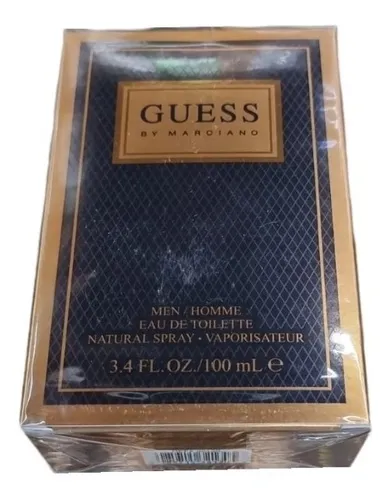 GUESS
BY MARCIANO
MEN / HOMME
EAU DE TOILETTE
NATURAL SPRAY • VAPORISATEUR
3.4 FL.OZ./100 mL ℮